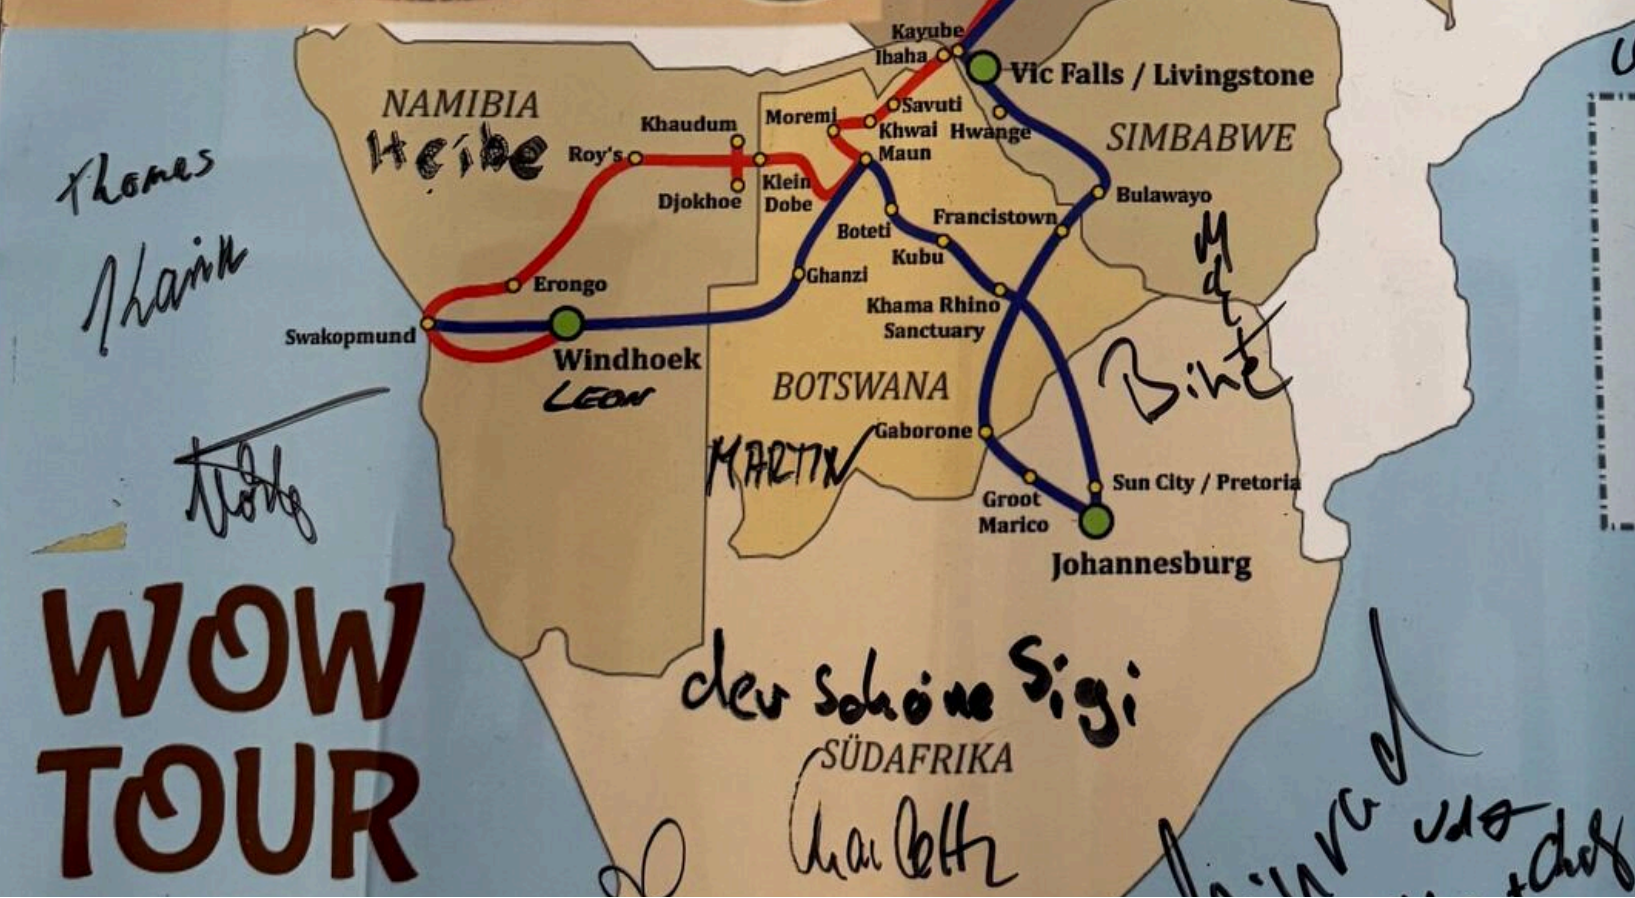 Kayube
Ihaha
Vic Falls / Livingstone
NAMIBIA
Savuti
Moremi
Khaudum
Khwai
Hwange
SIMBABWE
Heibe
Roy's
Maun
Thomas
Klein
Dobe
Djokhoe
Bulawayo
Francistown
Boteti
Kubu
Karin
Ghanzi
Erongo
Khama Rhino
Sanctuary
Swakopmund
Windhoek
LEON
BOTSWANA
Gaborone
MARTIN
Sun City / Pretoria
Groot
Marico
Johannesburg
WOW
TOUR
der schöne Sigi
SÜDAFRIKA